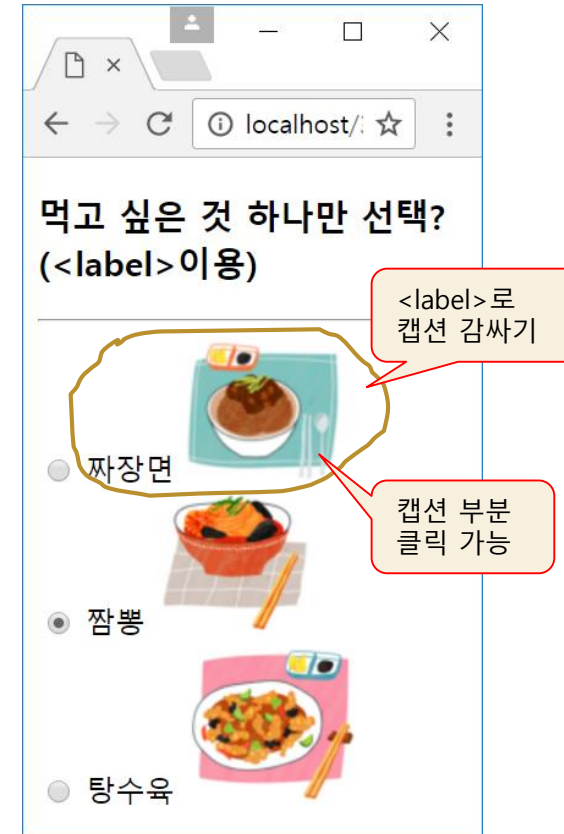 localhost/:
먹고 싶은 것 하나만 선택?
(<label>이용)
<label>로
캡션 감싸기
짜장면
캡션 부분
클릭 가능
짬뽕
탕수육